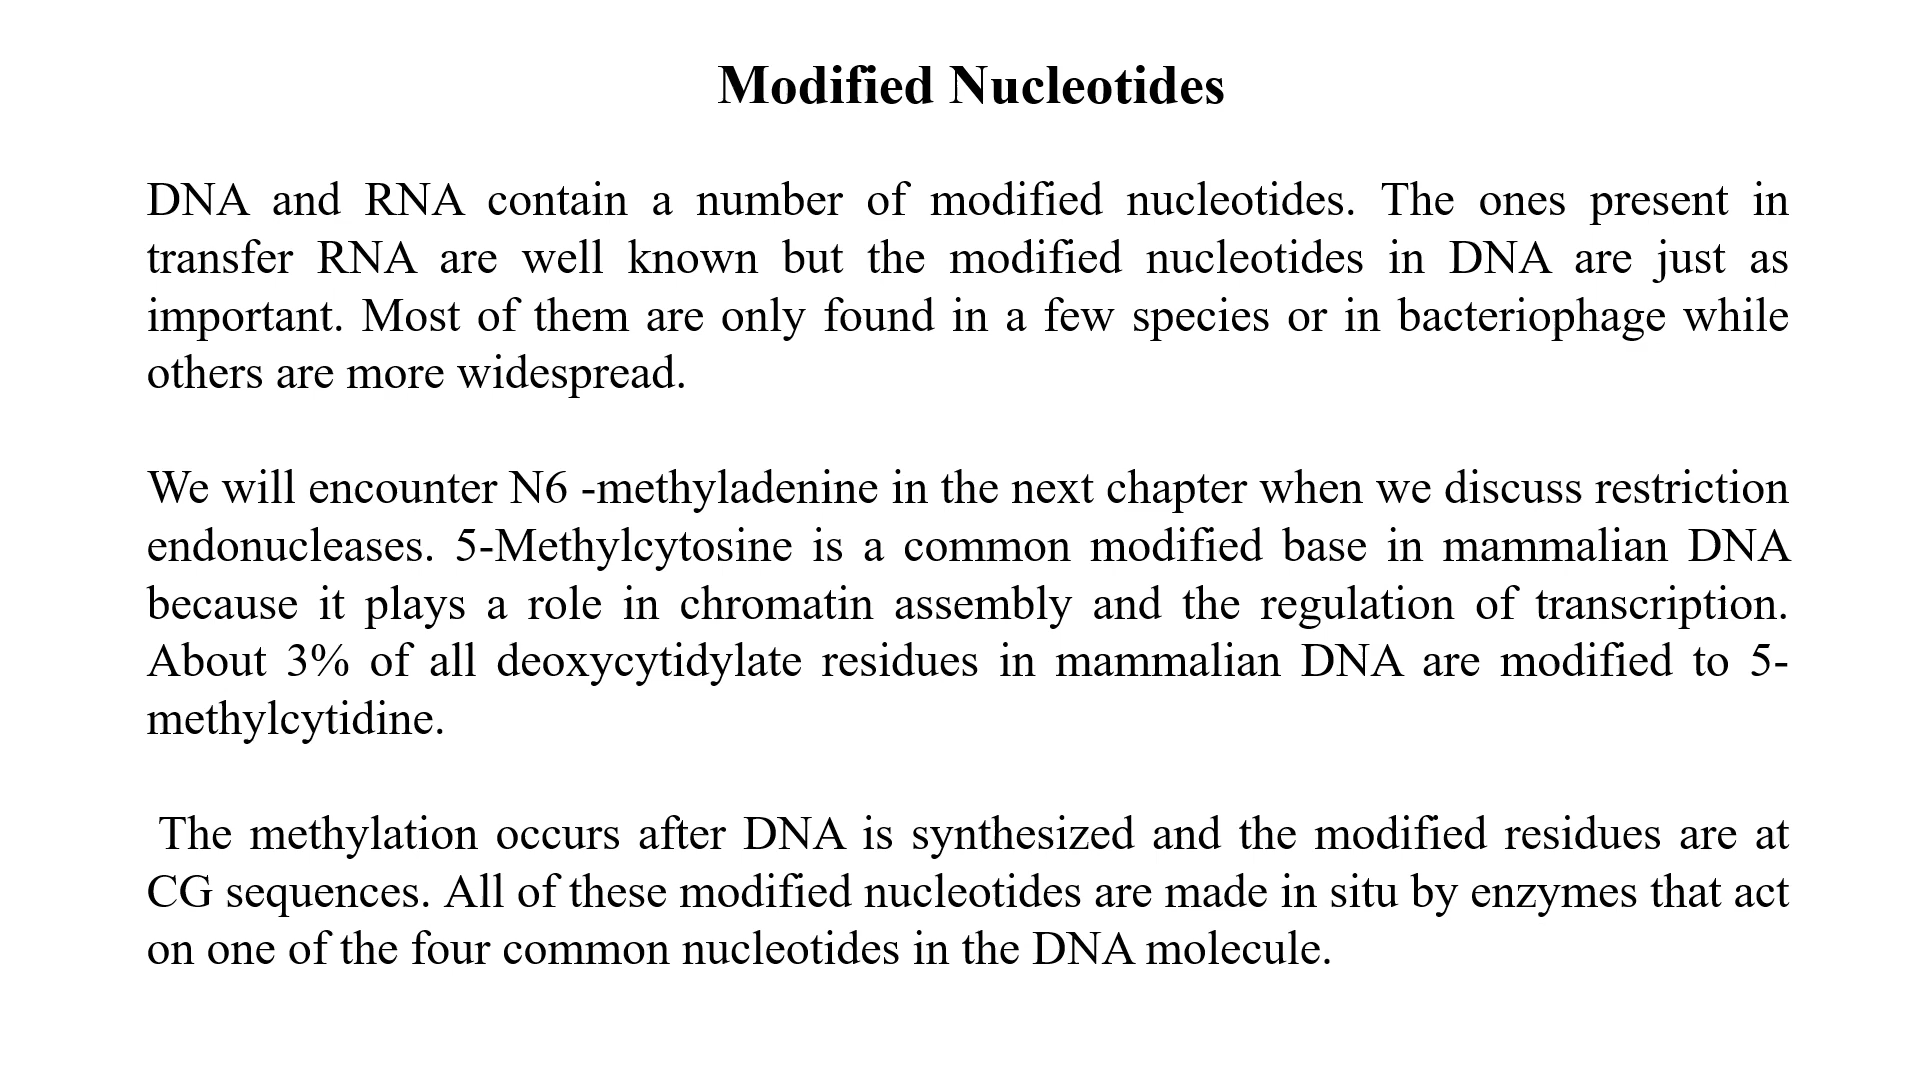 Modified Nucleotides
DNA and RNA contain a number of modified nucleotides. The ones present in
transfer RNA are well known but the modified nucleotides in DNA are just as
important. Most of them are only found in a few species or in bacteriophage while
others are more widespread.
We will encounter N6 -methyladenine in the next chapter when we discuss restriction
endonucleases. 5-Methylcytosine is a common modified base in mammalian DNA
because it plays a role in chromatin assembly and the regulation of transcription.
About 3% of all deoxycytidylate residues in mammalian DNA are modified to 5-
methylcytidine.
The methylation occurs after DNA is synthesized and the modified residues are at
CG sequences. All of these modified nucleotides are made in situ by enzymes that act
on one of the four common nucleotides in the DNA molecule.